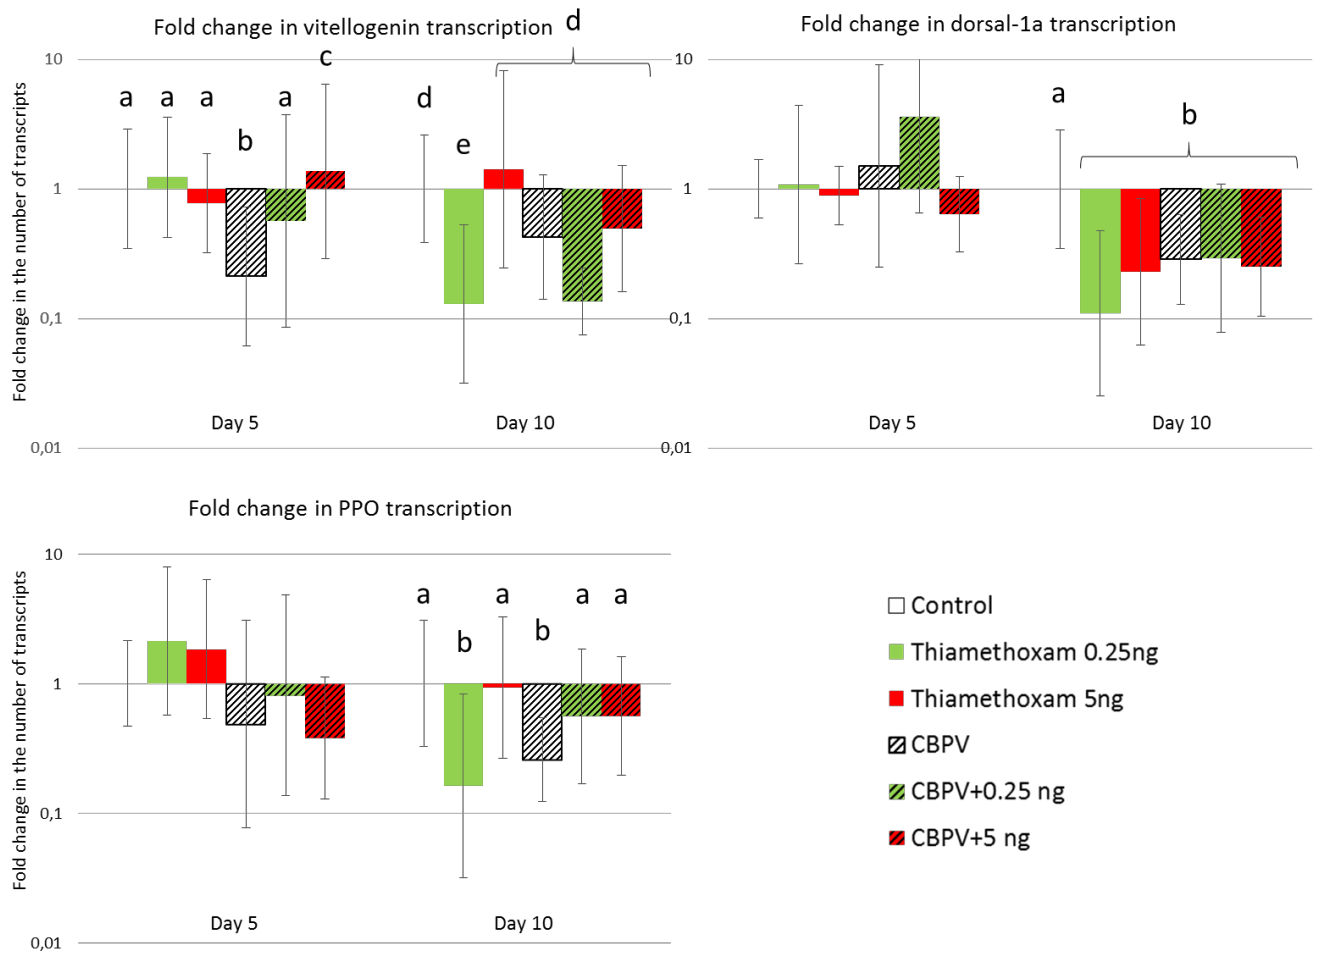 Fold change in vitellogenin transcription
d
c
Fold change in the number of transcripts
10
1
0,1
0,01
a
a
a
b
a
d
e
Day 5
Day 10
Fold change in dorsal-1a transcription
10
1
0,1
0,01
a
b
Day 5
Day 10
Fold change in PPO transcription
Fold change in the number of transcripts
10
1
0,1
0,01
a
b
a
b
a
a
Day 5
Day 10
Control
Thiamethoxam 0.25ng
Thiamethoxam 5ng
CBPV
CBPV+0.25 ng
CBPV+5 ng